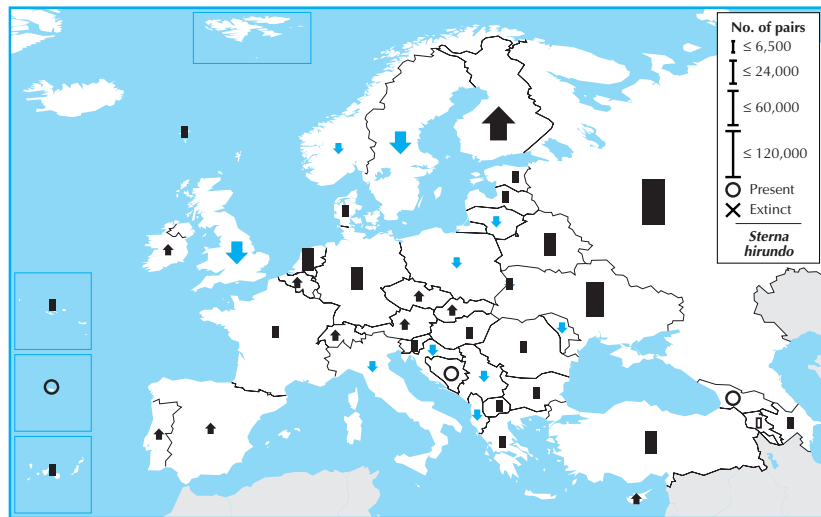 No. of pairs
≤ 6,500
≤ 24,000
≤ 60,000
≤ 120,000
Present
Extinct
Sterna
hirundo